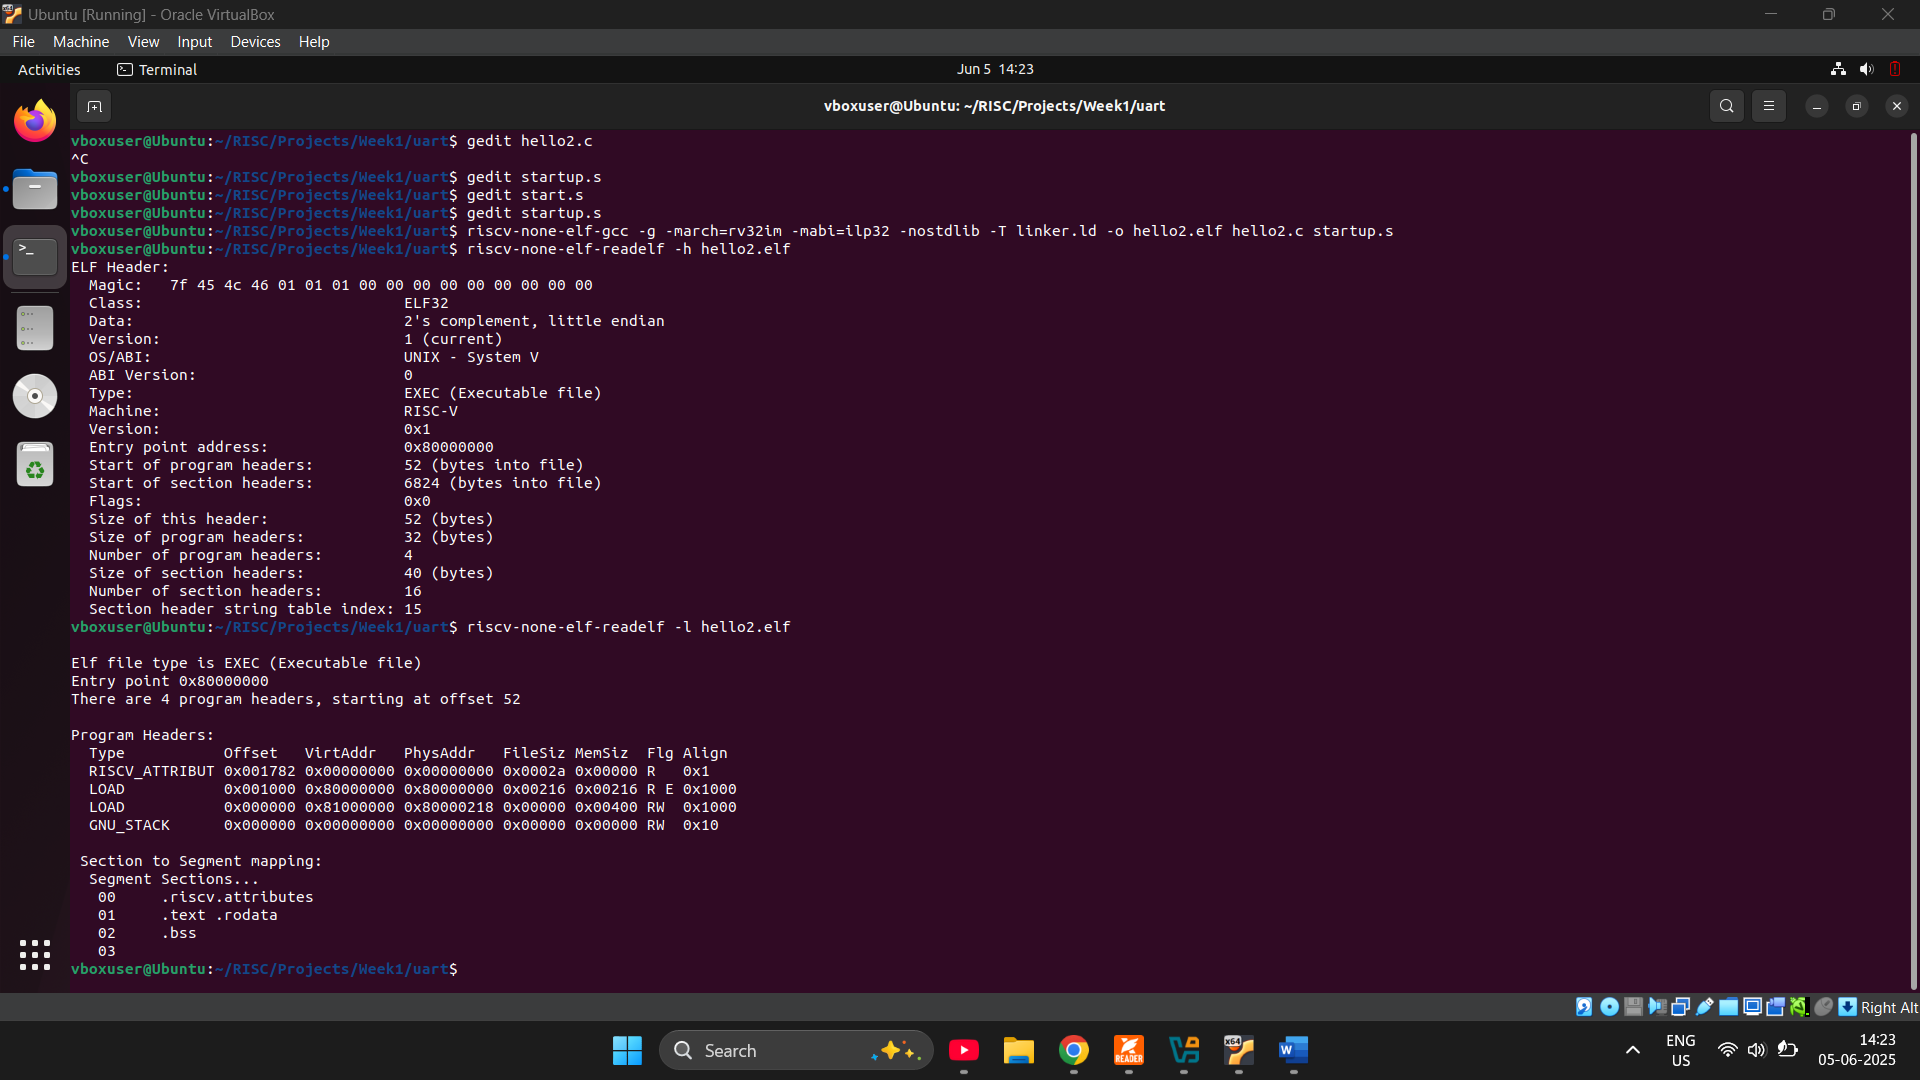 Ubuntu [Running] - Oracle VirtualBox
File Machine View Input Devices Help
Activities Terminal Jun 5 14:23
vboxuser@Ubuntu: ~/RISC/Projects/Week1/uart
vboxuser@Ubuntu:~/RISC/Projects/Week1/uart$ gedit hello2.c
^C
vboxuser@Ubuntu:~/RISC/Projects/Week1/uart$ gedit startup.s
vboxuser@Ubuntu:~/RISC/Projects/Week1/uart$ gedit start.s
vboxuser@Ubuntu:~/RISC/Projects/Week1/uart$ gedit startup.s
vboxuser@Ubuntu:~/RISC/Projects/Week1/uart$ riscv-none-elf-gcc -g -march=rv32im -mabi=ilp32 -nostdlib -T linker.ld -o hello2.elf hello2.c startup.s
vboxuser@Ubuntu:~/RISC/Projects/Week1/uart$ riscv-none-elf-readelf -h hello2.elf
ELF Header:
  Magic:   7f 45 4c 46 01 01 01 00 00 00 00 00 00 00 00 00
  Class:                             ELF32
  Data:                              2's complement, little endian
  Version:                           1 (current)
  OS/ABI:                            UNIX - System V
  ABI Version:                       0
  Type:                              EXEC (Executable file)
  Machine:                           RISC-V
  Version:                           0x1
  Entry point address:               0x80000000
  Start of program headers:          52 (bytes into file)
  Start of section headers:          6824 (bytes into file)
  Flags:                             0x0
  Size of this header:               52 (bytes)
  Size of program headers:           32 (bytes)
  Number of program headers:         4
  Size of section headers:           40 (bytes)
  Number of section headers:         16
  Section header string table index: 15
vboxuser@Ubuntu:~/RISC/Projects/Week1/uart$ riscv-none-elf-readelf -l hello2.elf
Elf file type is EXEC (Executable file)
Entry point 0x80000000
There are 4 program headers, starting at offset 52
Program Headers:
  Type           Offset   VirtAddr   PhysAddr   FileSiz MemSiz  Flg Align
  RISCV_ATTRIBUT 0x001782 0x00000000 0x00000000 0x0002a 0x00000 R   0x1
  LOAD           0x001000 0x80000000 0x80000000 0x00216 0x00216 R E 0x1000
  LOAD           0x000000 0x81000000 0x80000218 0x00000 0x00400 RW  0x1000
  GNU_STACK      0x000000 0x00000000 0x00000000 0x00000 0x00000 RW  0x10
 Section to Segment mapping:
  Segment Sections...
   00     .riscv.attributes
   01     .text .rodata
   02     .bss
   03
vboxuser@Ubuntu:~/RISC/Projects/Week1/uart$
Right Alt
Search
READER
x64
W
ENG
US
14:23
05-06-2025